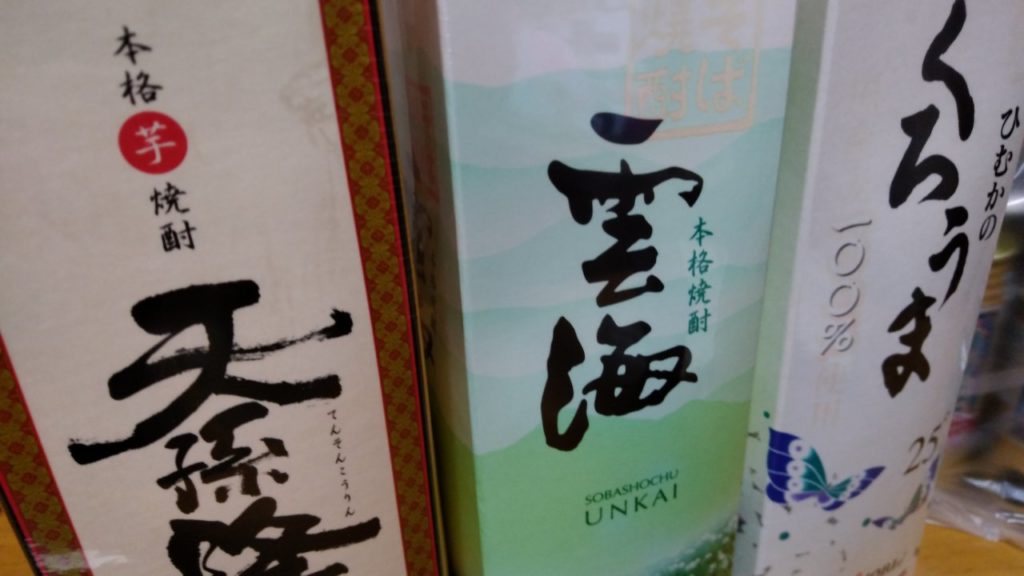 本格
芋
焼酎
天孫降
てんそんこうりん
そば
焼酎
雲海
本格焼酎
SOBASHOCHU
UNKAI
ひむかの
くろうま
100%
25